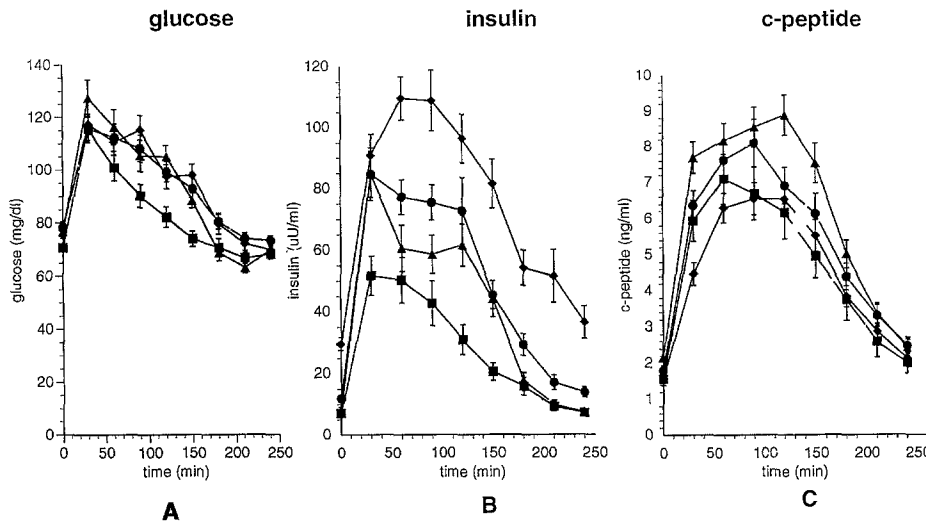 glucose
insulin
c-peptide
glucose (mg/dl)
140
120
100
80
60
40
20
0
0 50 100 150 200 250
time (min)
A
insulin (uU/ml)
120
100
80
60
40
20
0
0 50 100 150 200 250
time (min)
B
c-peptide (ng/ml)
10
9
8
7
6
5
4
3
2
1
0
0 50 100 150 200 250
time (min)
C